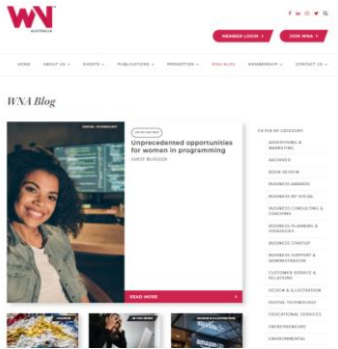 WN
AUSTRALIA
MEMBER LOGIN
JOIN WNA
HOME
ABOUT US
EVENTS
PUBLICATIONS
PROMOTION
WNA BLOG
MEMBERSHIP
CONTACT US
WNA Blog
DIGITAL TECHNOLOGY
Unprecedented opportunities
for women in programming
GUEST BLOGGER
READ MORE
FILTER BY CATEGORY
ADVERTISING &
MARKETING
ARCHIVED
BOOK REVIEW
BUSINESS AWARDS
BUSINESS BY SOCIAL
BUSINESS CONSULTING &
COACHING
BUSINESS PLANNING &
STRATEGIES
BUSINESS STARTUP
BUSINESS SUPPORT &
ADMINISTRATION
CUSTOMER SERVICE &
RELATIONS
DESIGN & ILLUSTRATION
DIGITAL TECHNOLOGY
EDUCATIONAL SERVICES
ENTREPRENEURS
ENVIRONMENTAL